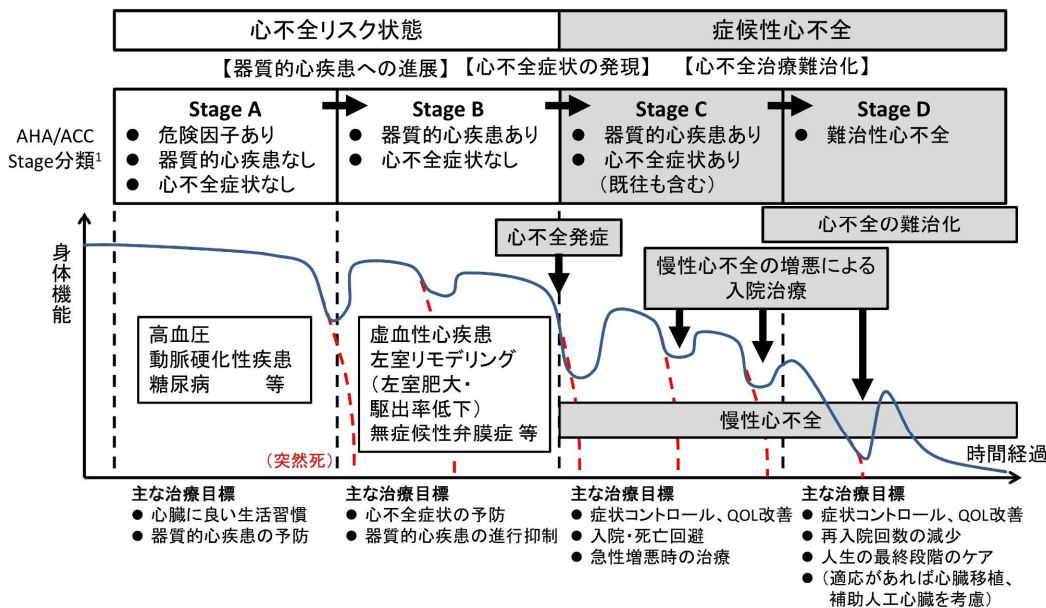 心不全リスク状態
症候性心不全
【器質的心疾患への進展】
【心不全症状の発現】
【心不全治療難治化】
AHA/ACC
Stage分類1
Stage A
● 危険因子あり
● 器質的心疾患なし
● 心不全症状なし
Stage B
● 器質的心疾患あり
● 心不全症状なし
Stage C
● 器質的心疾患あり
● 心不全症状あり
(既往も含む)
Stage D
● 難治性心不全
心不全の難治化
心不全発症
慢性心不全の増悪による
入院治療
身体機能
高血圧
動脈硬化性疾患
糖尿病 等
虚血性心疾患
左室リモデリング
(左室肥大・
駆出率低下)
無症候性弁膜症 等
慢性心不全
(突然死)
時間経過
主な治療目標
● 心臓に良い生活習慣
● 器質的心疾患の予防
主な治療目標
● 心不全症状の予防
● 器質的心疾患の進行抑制
主な治療目標
● 症状コントロール、QOL改善
● 入院・死亡回避
● 急性増悪時の治療
主な治療目標
● 症状コントロール、QOL改善
● 再入院回数の減少
● 人生の最終段階のケア
● (適応があれば心臓移植、
補助人工心臓を考慮)